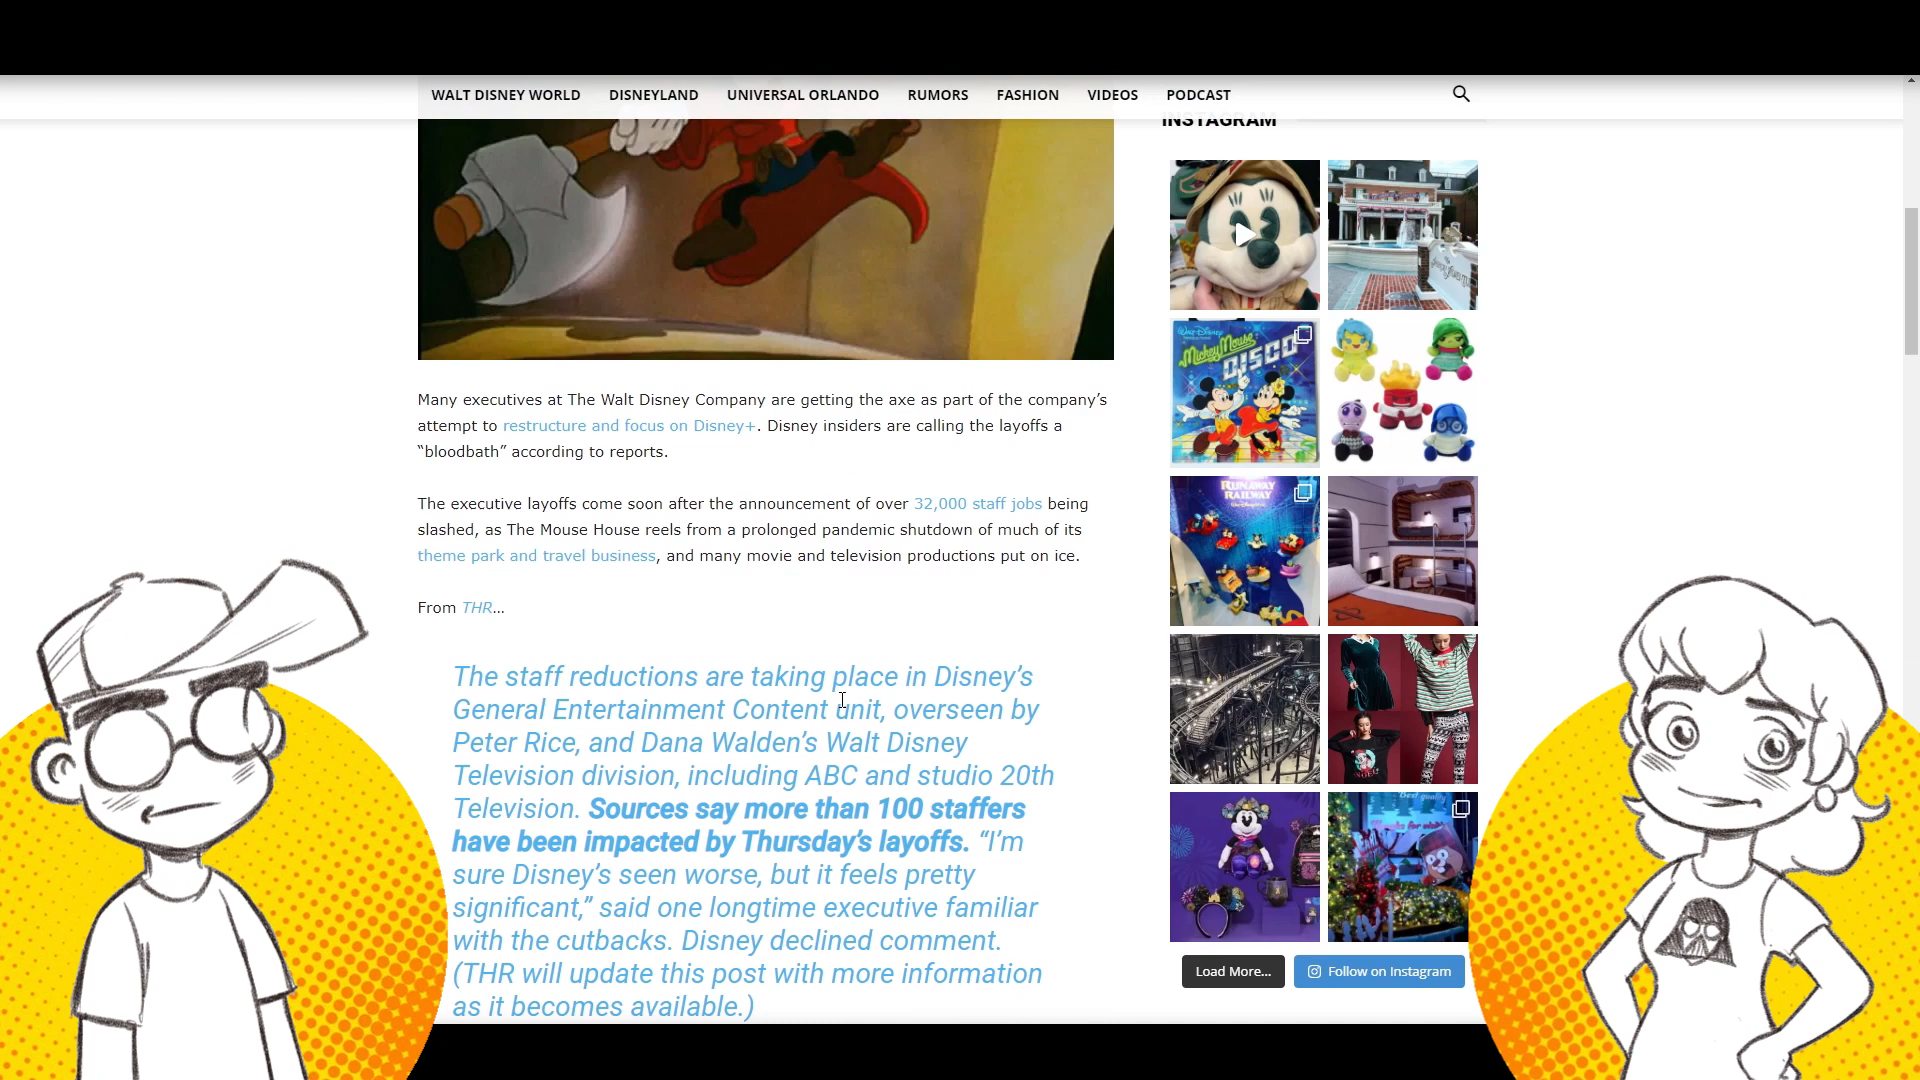 WALT DISNEY WORLD DISNEYLAND UNIVERSAL ORLANDO RUMORS FASHION VIDEOS PODCAST
INSTAGRAM
Many executives at The Walt Disney Company are getting the axe as part of the company’s
attempt to restructure and focus on Disney+. Disney insiders are calling the layoffs a
“bloodbath” according to reports.
The executive layoffs come soon after the announcement of over 32,000 staff jobs being
slashed, as The Mouse House reels from a prolonged pandemic shutdown of much of its
theme park and travel business, and many movie and television productions put on ice.
From THR…
The staff reductions are taking place in Disney’s
General Entertainment Content unit, overseen by
Peter Rice, and Dana Walden’s Walt Disney
Television division, including ABC and studio 20th
Television. Sources say more than 100 staffers
have been impacted by Thursday’s layoffs. “I’m
sure Disney’s seen worse, but it feels pretty
significant,” said one longtime executive familiar
with the cutbacks. Disney declined comment.
(THR will update this post with more information
as it becomes available.)
Walt Disney
Mickey Mouse
DISCO
RUNAWAY
RAILWAY
Load More...
Follow on Instagram